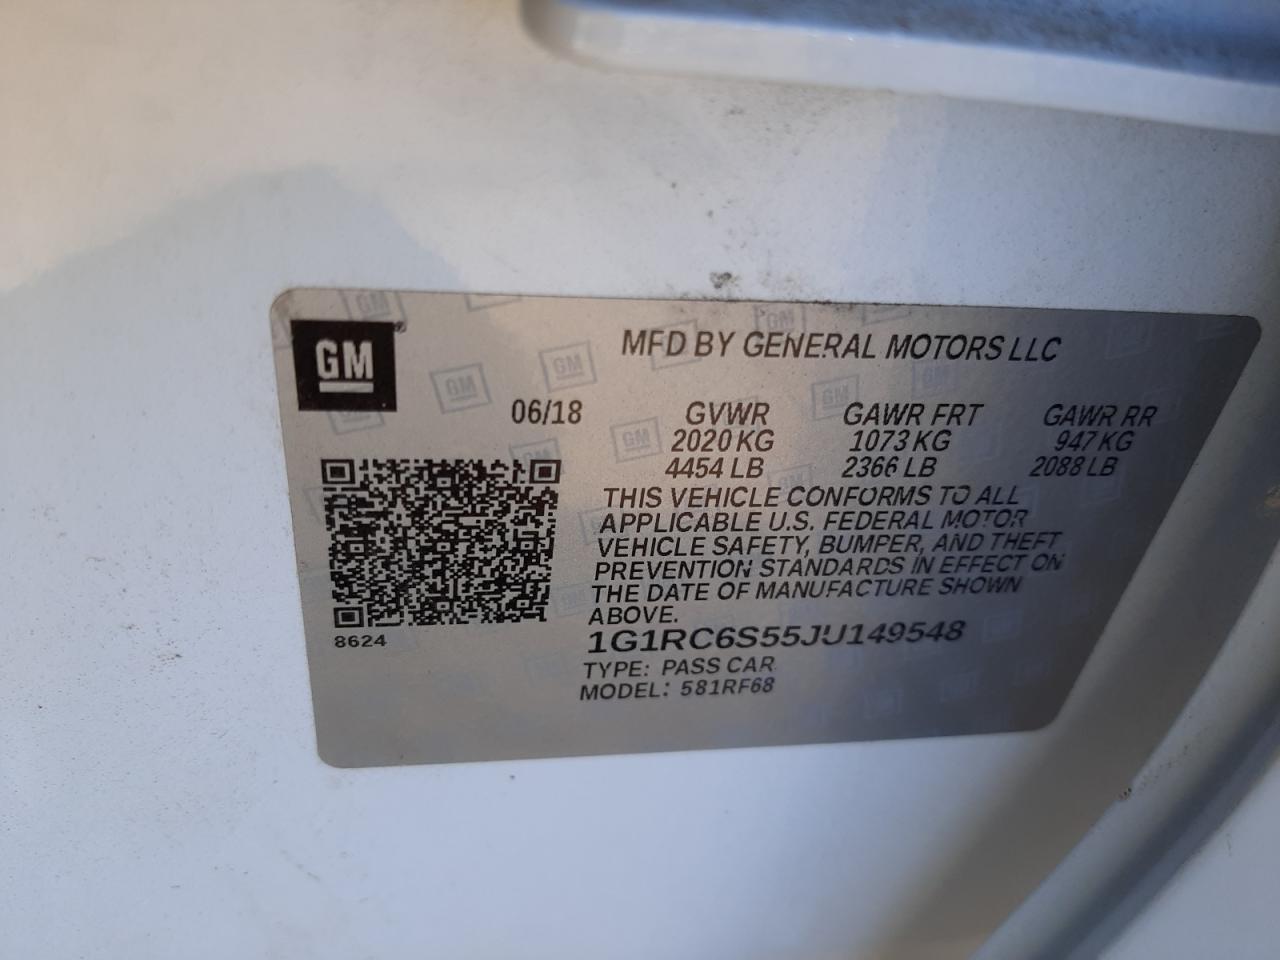 GM
MFD BY GENERAL MOTORS LLC
06/18 GVWR GAWR FRT GAWR RR
2020 KG 1073 KG 947 KG
4454 LB 2366 LB 2088 LB
THIS VEHICLE CONFORMS TO ALL
APPLICABLE U.S. FEDERAL MOTOR
VEHICLE SAFETY, BUMPER, AND THEFT
PREVENTION STANDARDS IN EFFECT ON
THE DATE OF MANUFACTURE SHOWN
ABOVE.
8624
1G1RC6S55JU149548
TYPE: PASS CAR
MODEL: 581RF68